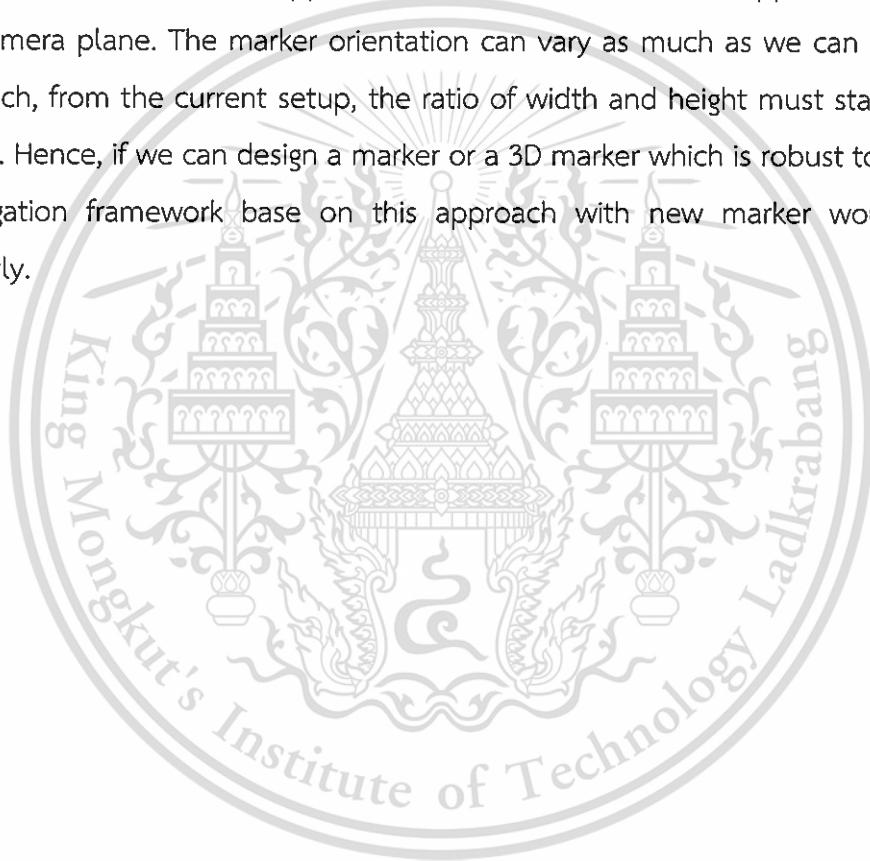 mera plane. The marker orientation can vary as much as we can
ch, from the current setup, the ratio of width and height must sta
. Hence, if we can design a marker or a 3D marker which is robust to
gation framework base on this approach with new marker wo
ly.
King Mongkut's Institute of Technology Ladkrabang